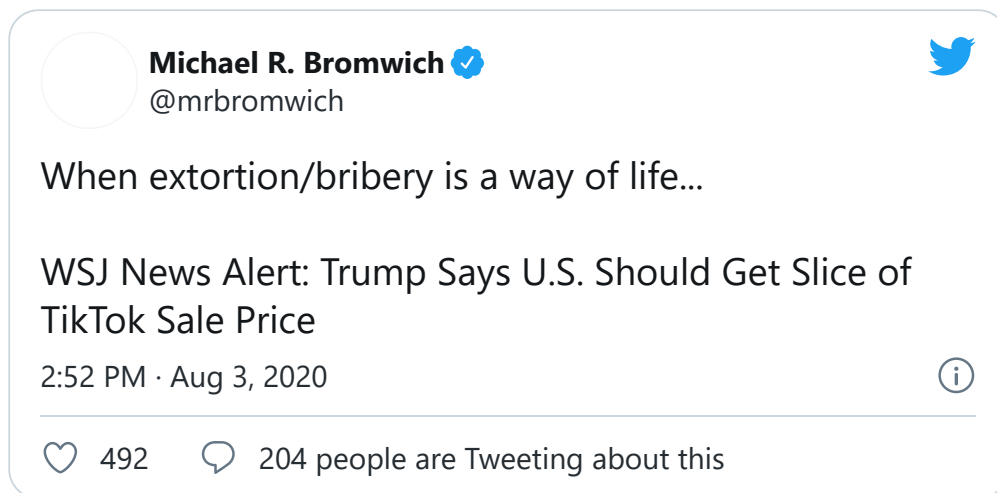 Michael R. Bromwich
@mrbromwich
When extortion/bribery is a way of life...
WSJ News Alert: Trump Says U.S. Should Get Slice of
TikTok Sale Price
2:52 PM · Aug 3, 2020
492
204 people are Tweeting about this